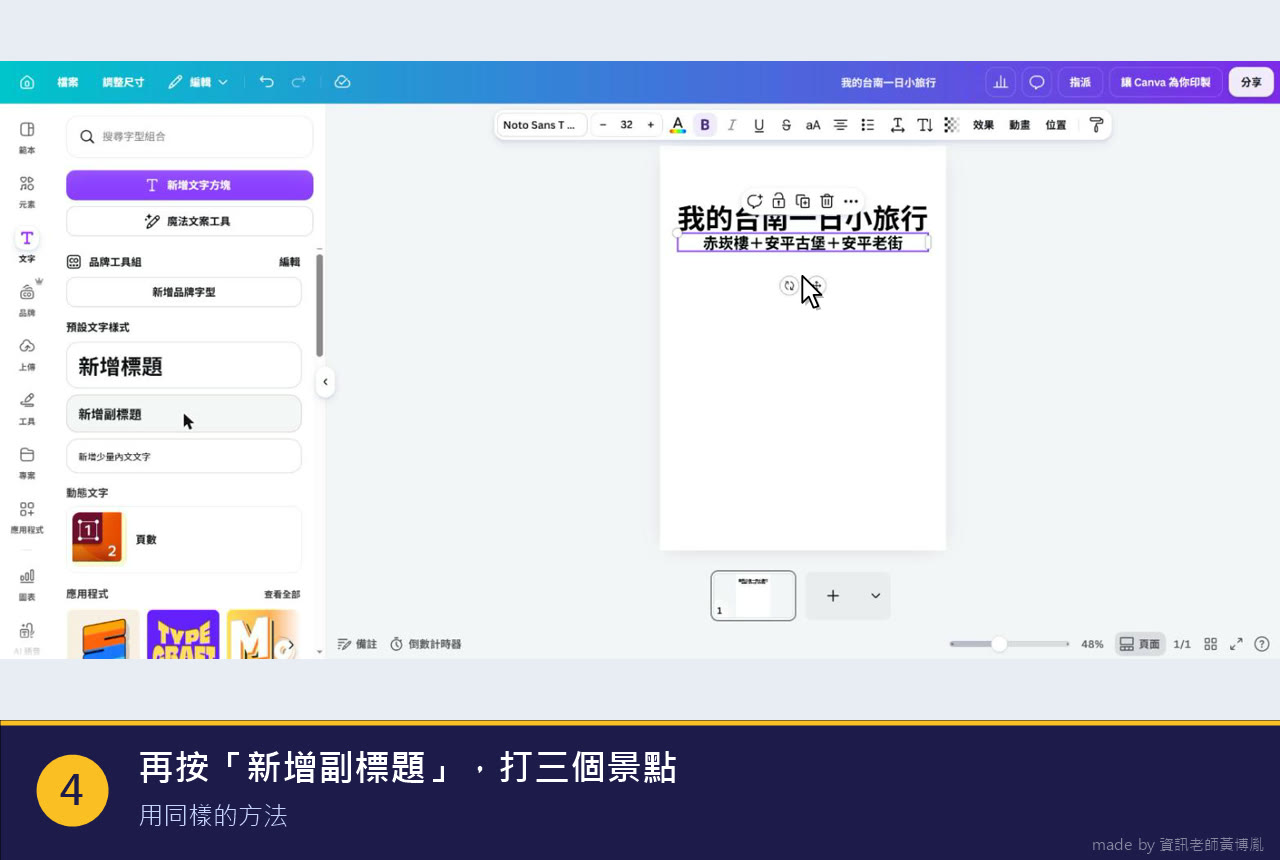 檔案 調整尺寸 編輯 我的台南一日小旅行 指派 讓 Canva 為你印製 分享
Noto Sans T ... – 32 + A B I U S aA 效果 動畫 位置
範本
元素
文字
品牌
上傳
工具
專案
應用程式
圖表
AI 語音
搜尋字型組合
新增文字方塊
魔法文案工具
品牌工具組 編輯
新增品牌字型
預設文字樣式
新增標題
新增副標題
新增少量內文文字
動態文字
1 2 頁數
應用程式 查看全部
TYPE CRAFT
我的台南一日小旅行
赤崁樓＋安平古堡＋安平老街
1
備註 倒數計時器 48% 頁面 1/1
4
再按「新增副標題」，打三個景點
用同樣的方法
made by 資訊老師黃博胤